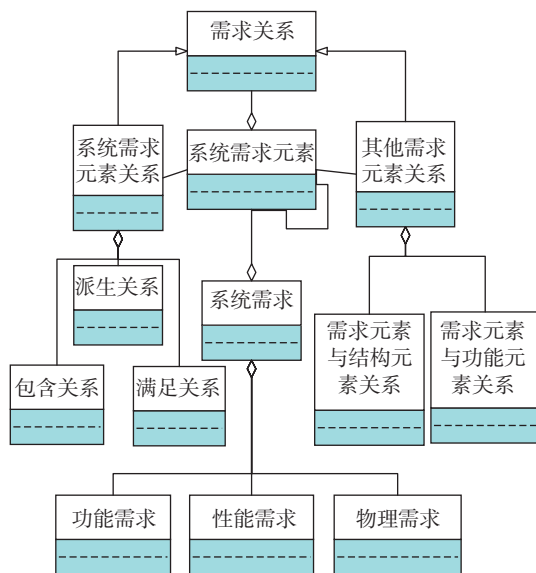 需求关系
系统需求
元素关系
系统需求元素
其他需求
元素关系
派生关系
系统需求
包含关系
满足关系
需求元素
与结构元
素关系
需求元素
与功能元
素关系
功能需求
性能需求
物理需求